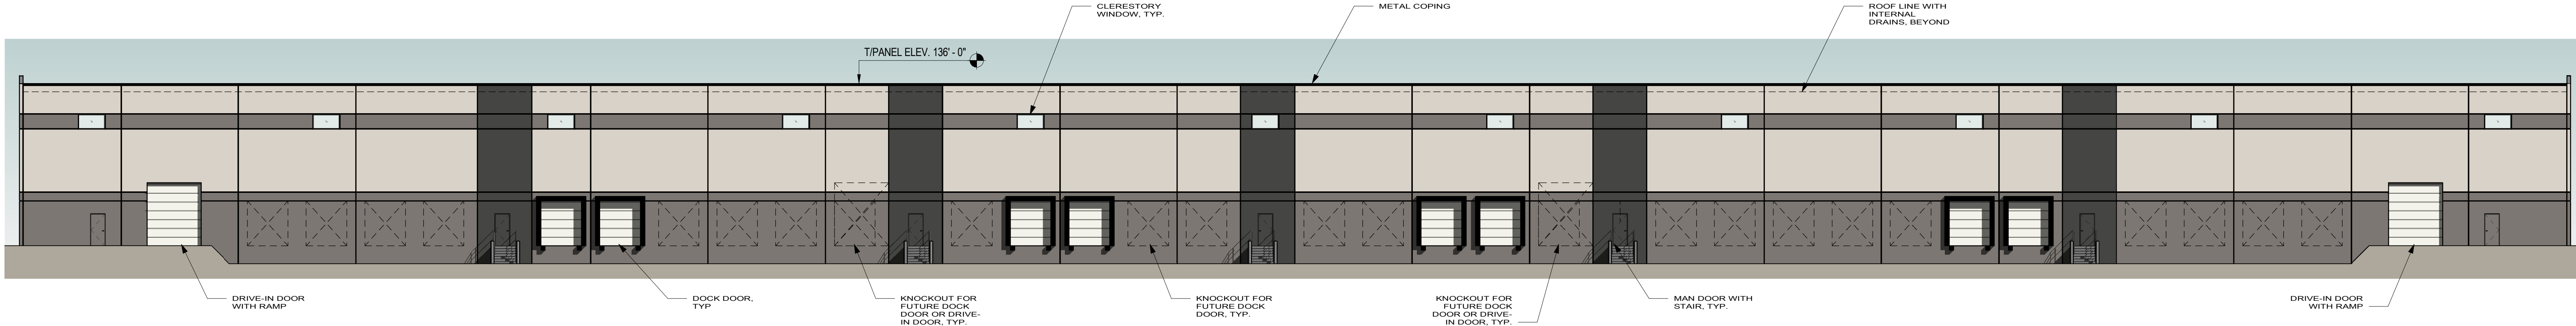 CLERESTORY
WINDOW, TYP.
METAL COPING
ROOF LINE WITH
INTERNAL
DRAINS, BEYOND
T/PANEL ELEV. 136' - 0"
DRIVE-IN DOOR
WITH RAMP
DOCK DOOR,
TYP
KNOCKOUT FOR
FUTURE DOCK
DOOR OR DRIVE-
IN DOOR, TYP.
KNOCKOUT FOR
FUTURE DOCK
DOOR, TYP.
KNOCKOUT FOR
FUTURE DOCK
DOOR OR DRIVE-
IN DOOR, TYP.
MAN DOOR WITH
STAIR, TYP.
DRIVE-IN DOOR
WITH RAMP